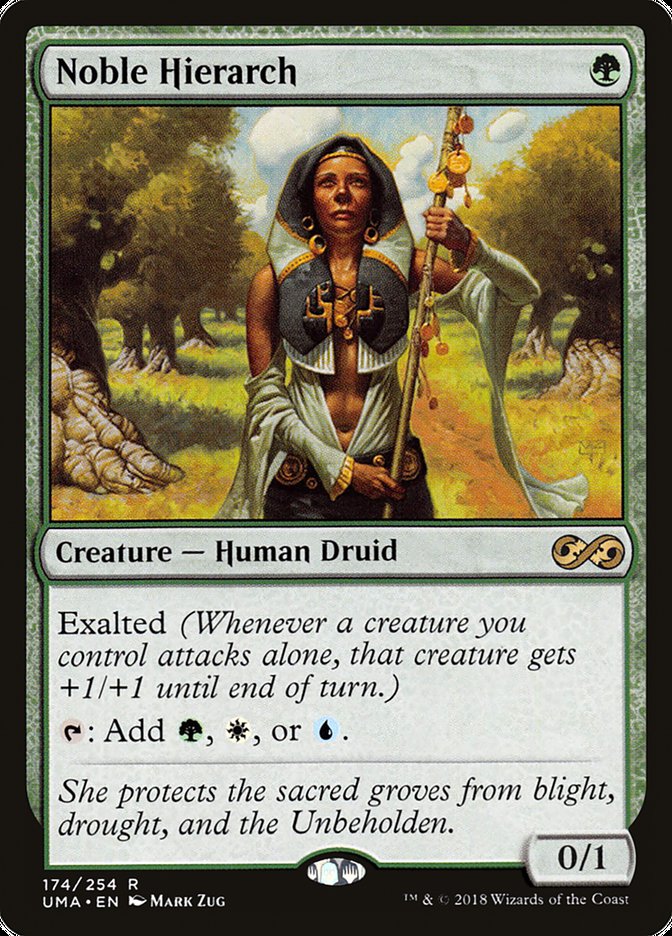 Noble Hierarch
Creature — Human Druid
Exalted (Whenever a creature you
control attacks alone, that creature gets
+1/+1 until end of turn.)
: Add , , or .
She protects the sacred groves from blight,
drought, and the Unbeholden.
0/1
174/254 R
UMA • EN Mark Zug
™ & © 2018 Wizards of the Coast